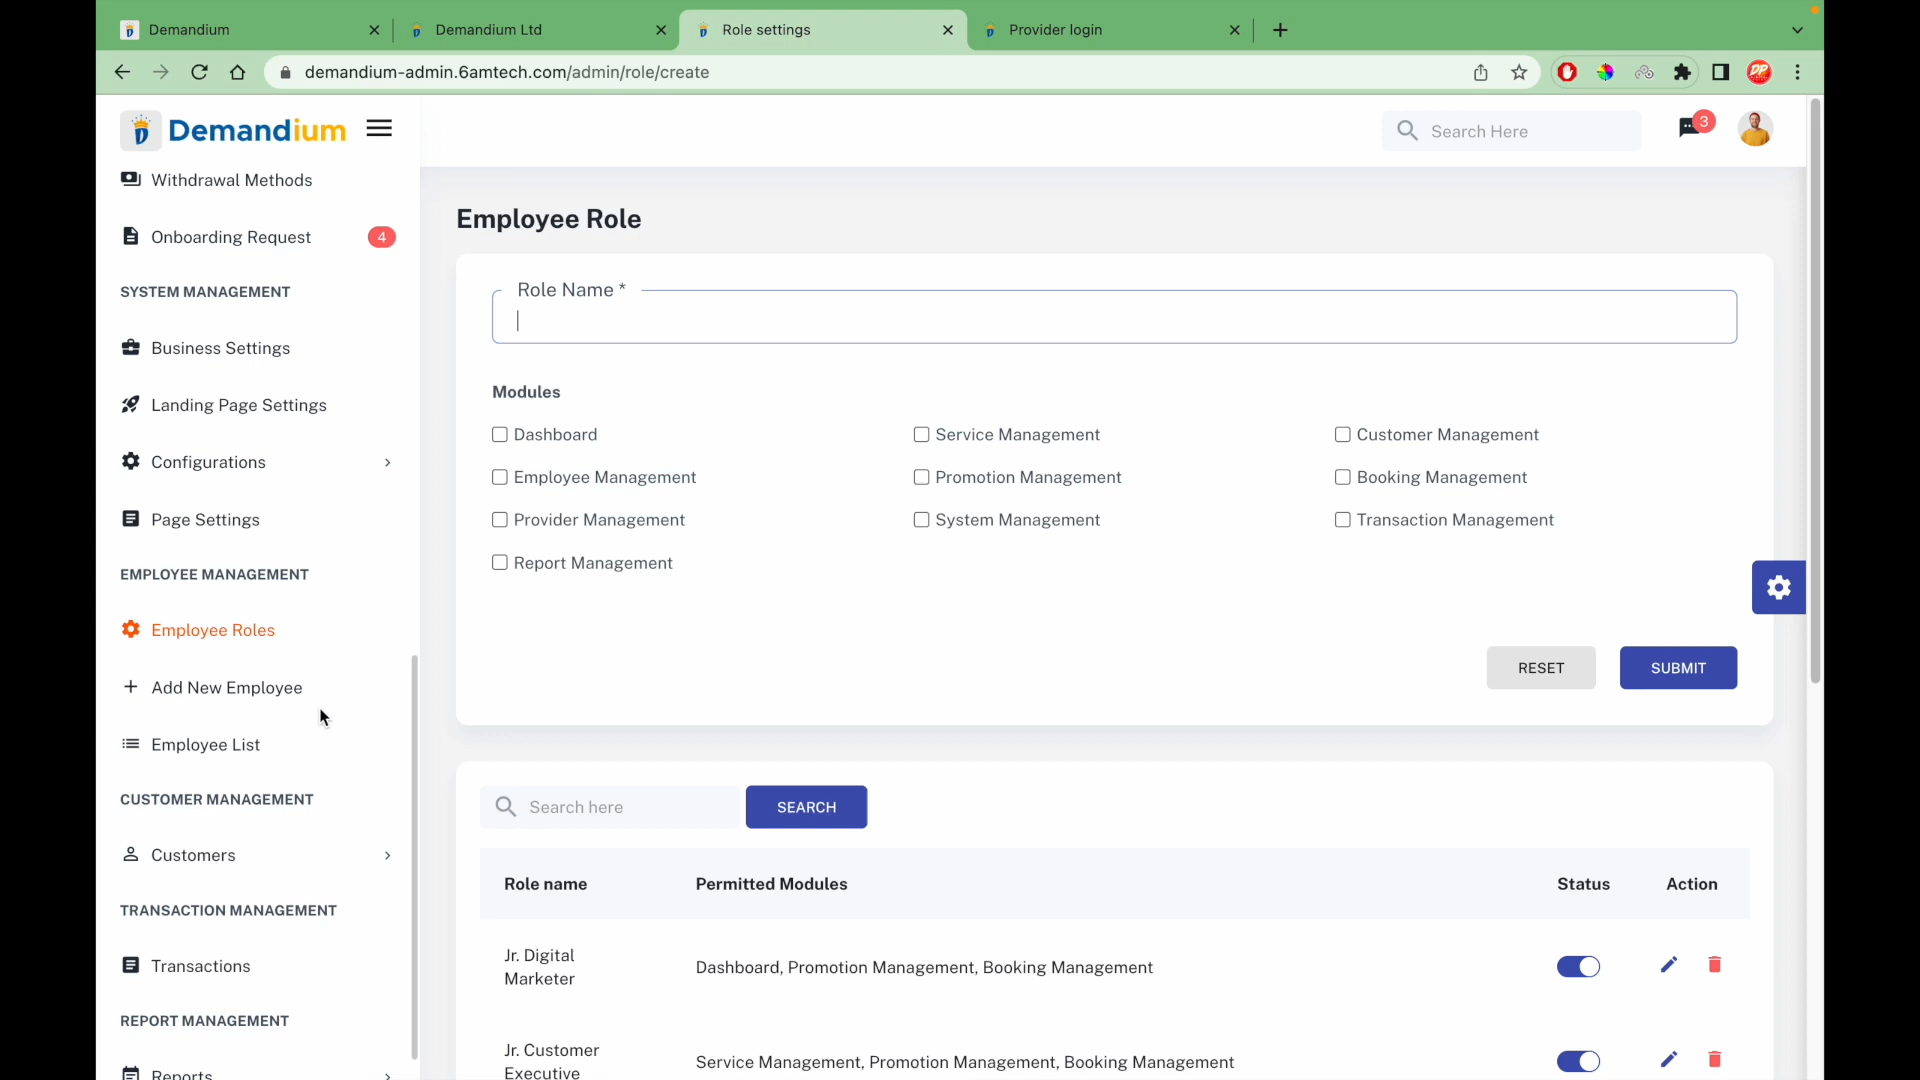 Demandium
Demandium Ltd
Role settings
Provider login
demandium-admin.6amtech.com/admin/role/create
DP
Demandium
Search Here
3
Withdrawal Methods
Onboarding Request 4
SYSTEM MANAGEMENT
Business Settings
Landing Page Settings
Configurations
Page Settings
EMPLOYEE MANAGEMENT
Employee Roles
Add New Employee
Employee List
CUSTOMER MANAGEMENT
Customers
TRANSACTION MANAGEMENT
Transactions
REPORT MANAGEMENT
Reports
Employee Role
Role Name *
Modules
Dashboard Service Management Customer Management
Employee Management Promotion Management Booking Management
Provider Management System Management Transaction Management
Report Management
RESET SUBMIT
Search here SEARCH
Role name Permitted Modules Status Action
Jr. Digital
Marketer
Dashboard, Promotion Management, Booking Management
Jr. Customer
Executive
Service Management, Promotion Management, Booking Management